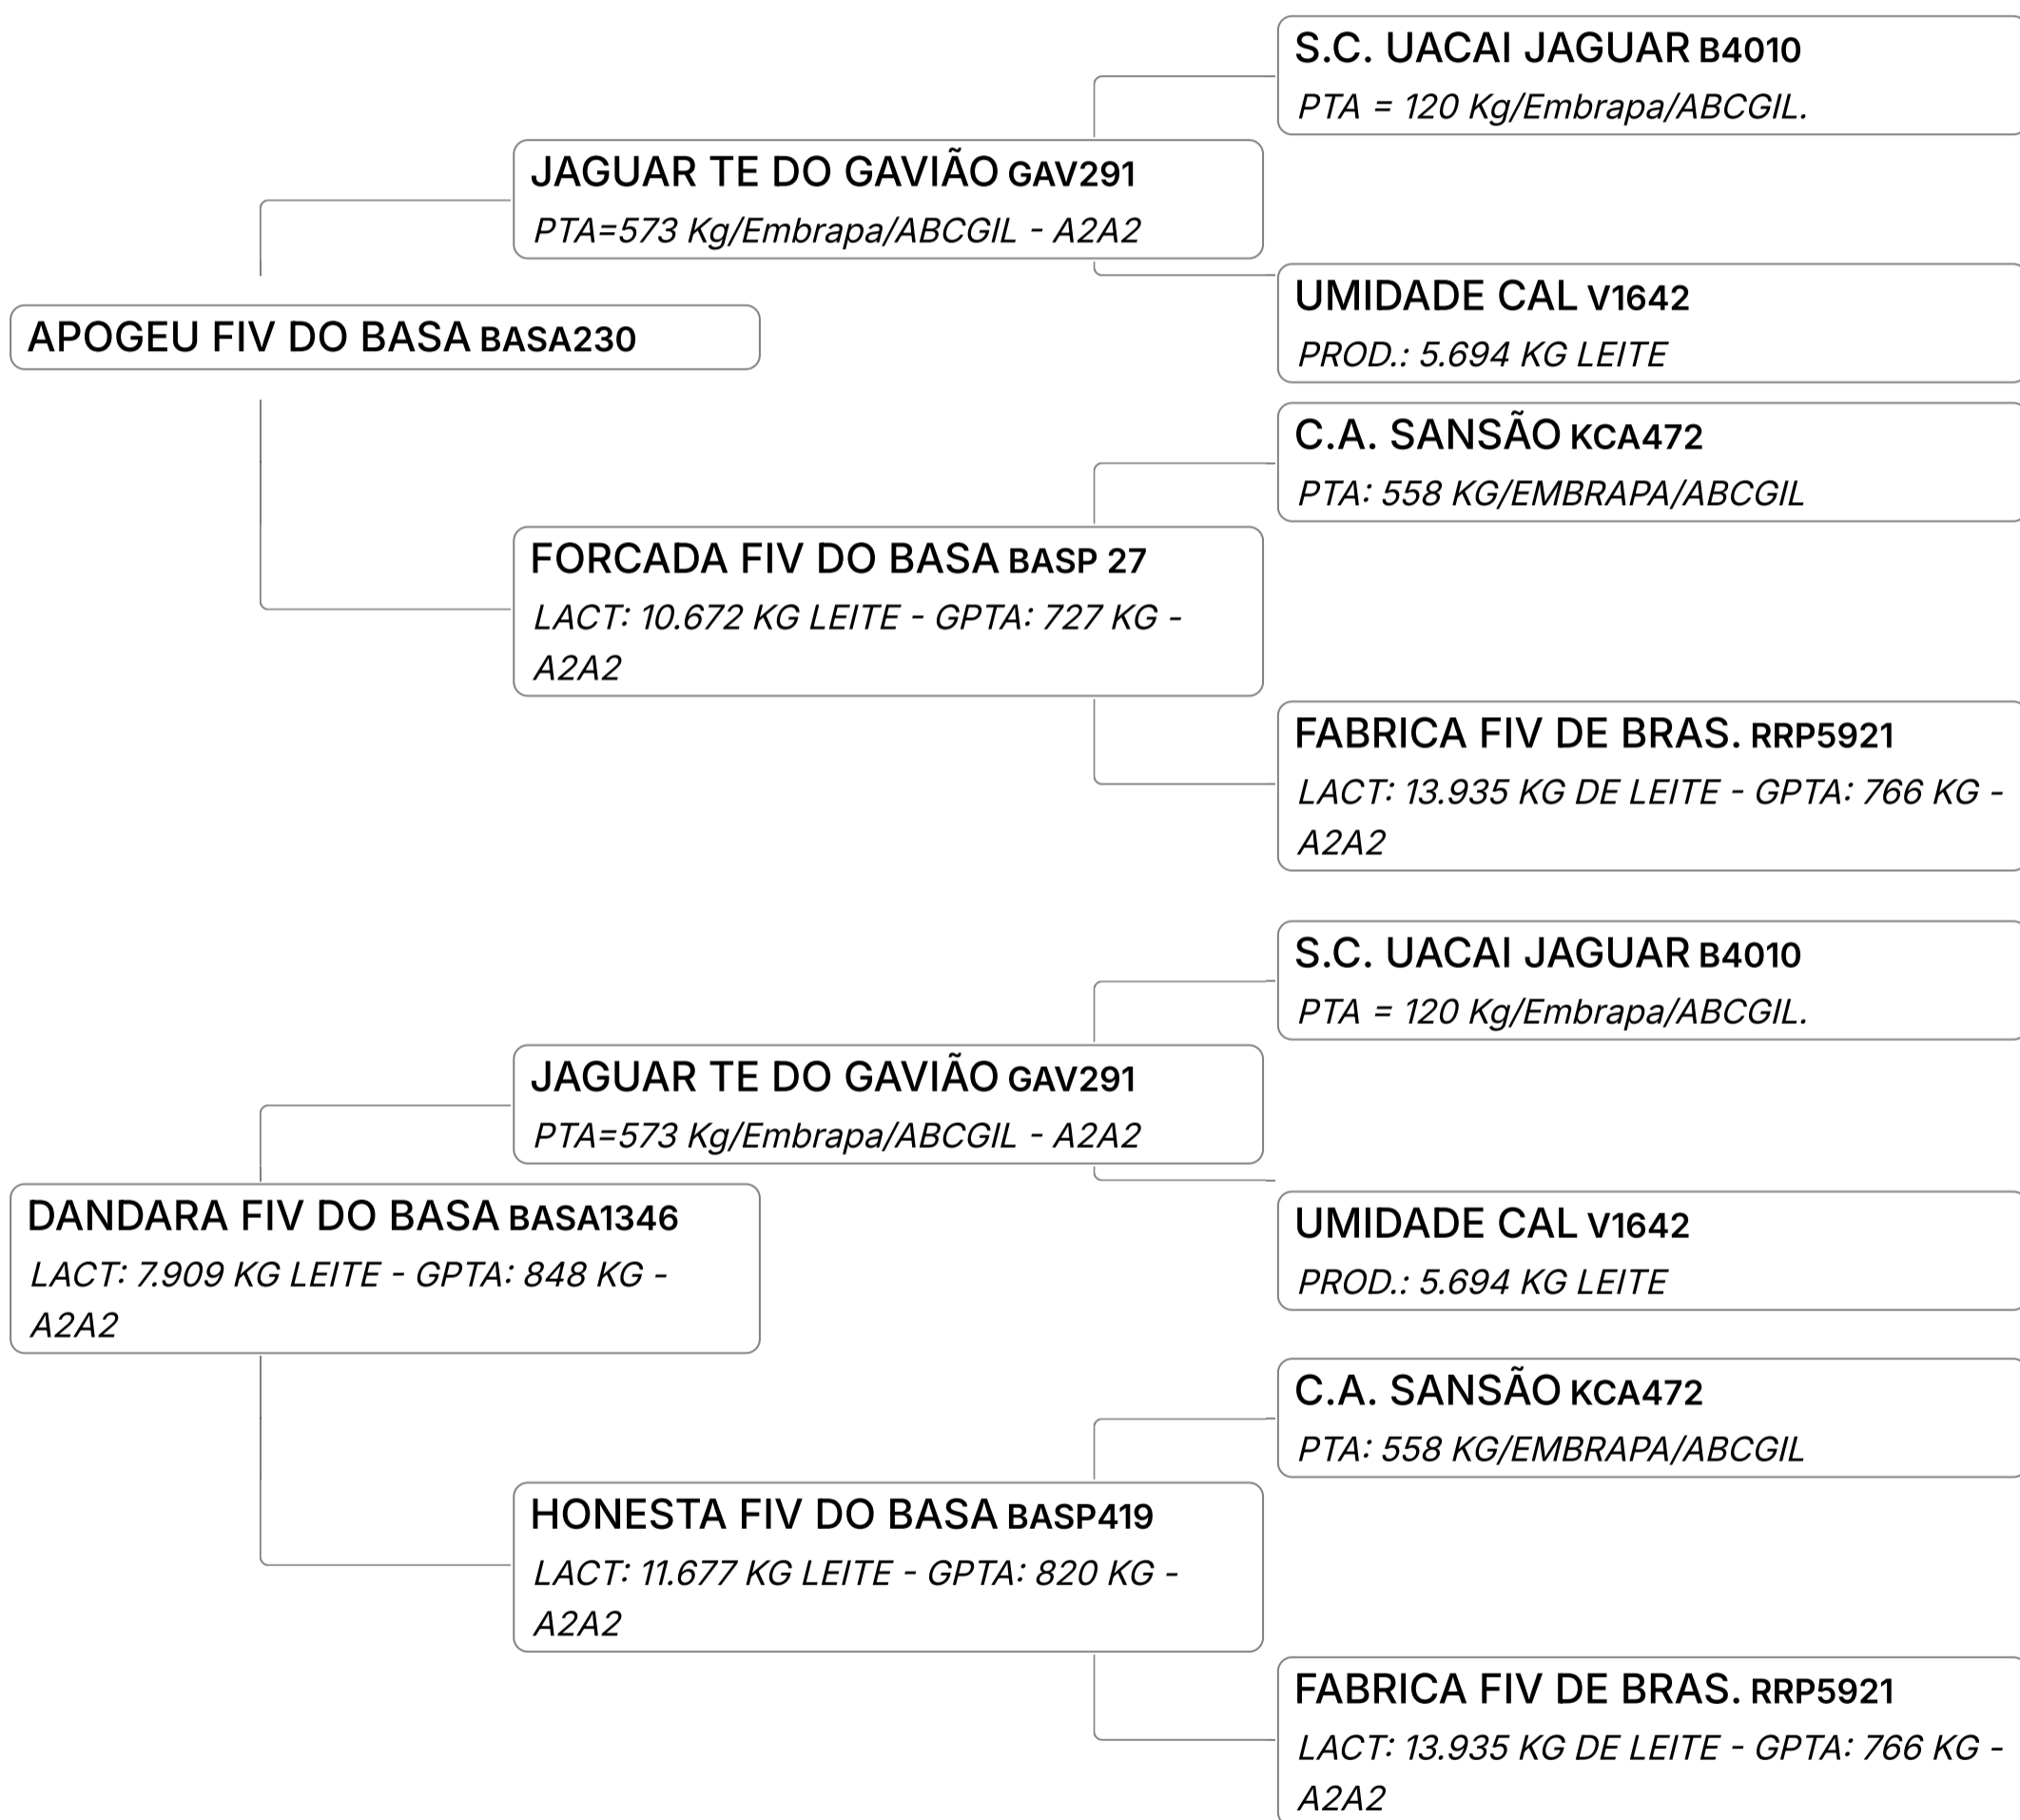 S.C. UACAI JAGUAR B4010
PTA = 120 Kg/Embrapa/ABCGIL.
JAGUAR TE DO GAVIÃO GAV291
PTA=573 Kg/Embrapa/ABCGIL - A2A2
UMIDADE CAL V1642
PROD.: 5.694 KG LEITE
APOGEU FIV DO BASA BASA230
C.A. SANSÃO KCA472
PTA: 558 KG/EMBRAPA/ABCGIL
FORCADA FIV DO BASA BASP 27
LACT: 10.672 KG LEITE - GPTA: 727 KG -
A2A2
FABRICA FIV DE BRAS. RRP5921
LACT: 13.935 KG DE LEITE - GPTA: 766 KG -
A2A2
S.C. UACAI JAGUAR B4010
PTA = 120 Kg/Embrapa/ABCGIL.
JAGUAR TE DO GAVIÃO GAV291
PTA=573 Kg/Embrapa/ABCGIL - A2A2
UMIDADE CAL V1642
PROD.: 5.694 KG LEITE
DANDARA FIV DO BASA BASA1346
LACT: 7.909 KG LEITE - GPTA: 848 KG -
A2A2
C.A. SANSÃO KCA472
PTA: 558 KG/EMBRAPA/ABCGIL
HONESTA FIV DO BASA BASP419
LACT: 11.677 KG LEITE - GPTA: 820 KG -
A2A2
FABRICA FIV DE BRAS. RRP5921
LACT: 13.935 KG DE LEITE - GPTA: 766 KG -
A2A2